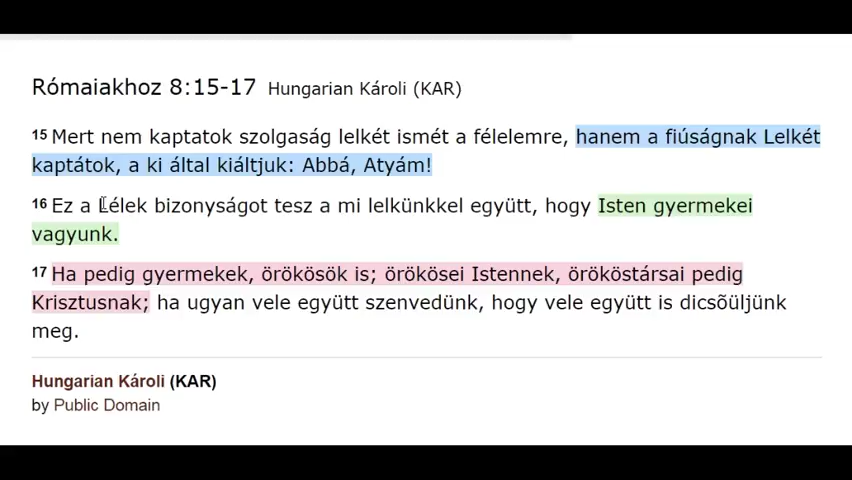 Rómaiakhoz 8:15-17 Hungarian Károli (KAR)
15 Mert nem kaptatok szolgaság lelkét ismét a félelemre, hanem a fiúságnak Lelkét
kaptátok, a ki által kiáltjuk: Abbá, Atyám!
16 Ez a Lélek bizonyságot tesz a mi lelkünkkel együtt, hogy Isten gyermekei
vagyunk.
17 Ha pedig gyermekek, örökösök is; örökösei Istennek, örököstársai pedig
Krisztusnak; ha ugyan vele együtt szenvedünk, hogy vele együtt is dicsõüljünk
meg.
Hungarian Károli (KAR)
by Public Domain